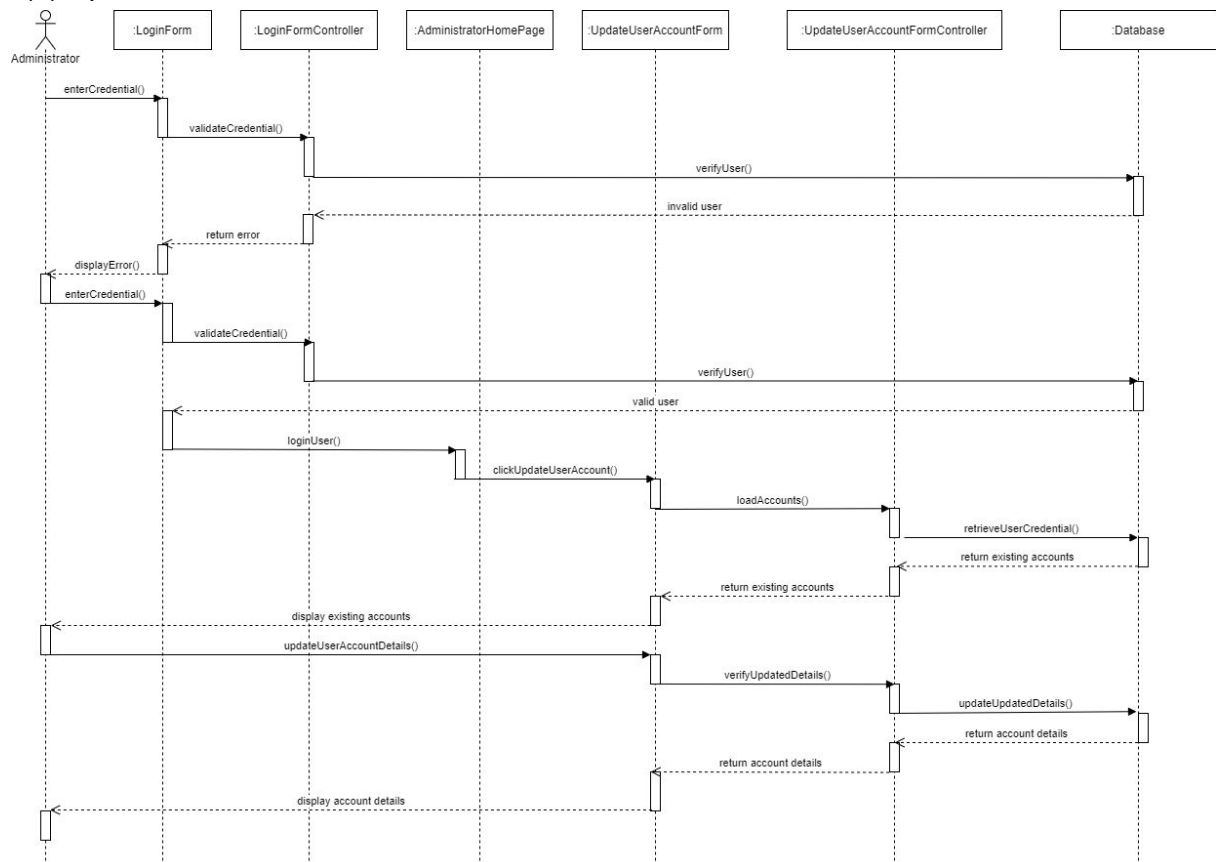 :LoginForm
:LoginFormController
:AdministratorHomePage
:UpdateUserAccountForm
:UpdateUserAccountFormController
:Database
Administrator
enterCredential()
validateCredential()
verifyUser()
invalid user
return error
displayError()
enterCredential()
validateCredential()
verifyUser()
valid user
loginUser()
clickUpdateUserAccount()
loadAccounts()
retrieveUserCredential()
return existing accounts
return existing accounts
display existing accounts
updateUserAccountDetails()
verifyUpdatedDetails()
updateUpdatedDetails()
return account details
return account details
display account details